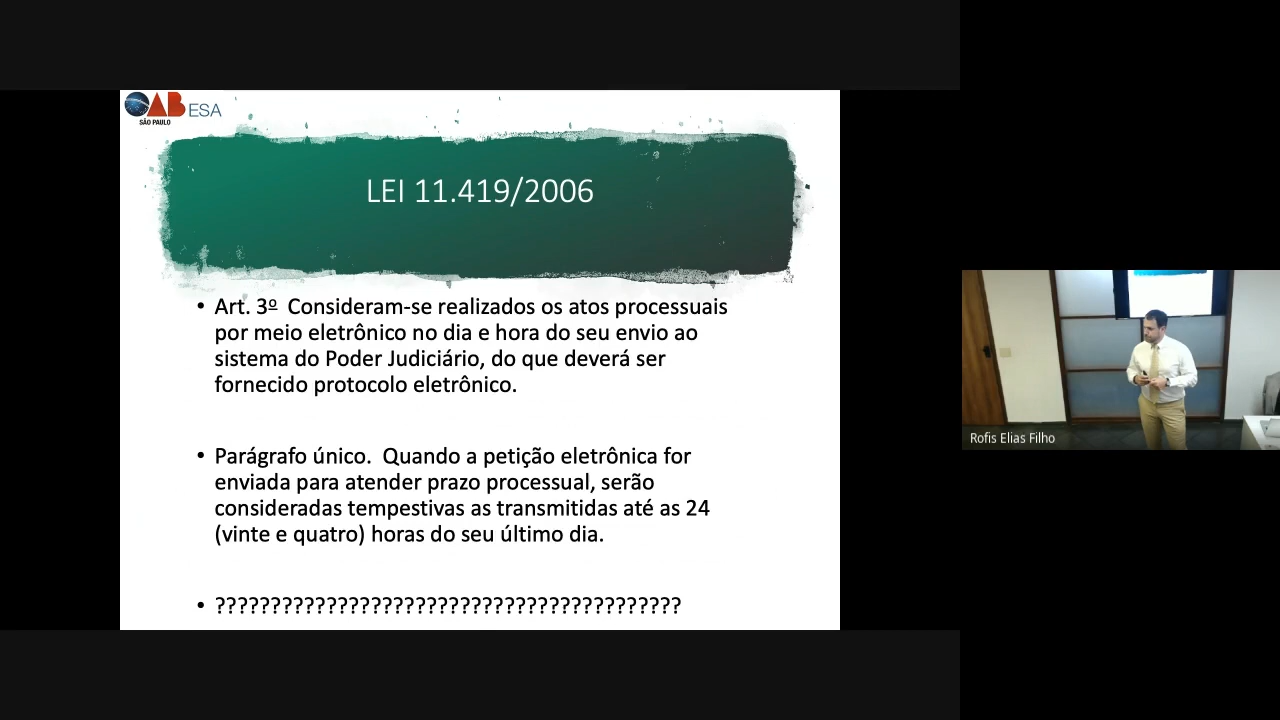 OAB ESA
SÃO PAULO
LEI 11.419/2006
• Art. 3º  Consideram-se realizados os atos processuais
por meio eletrônico no dia e hora do seu envio ao
sistema do Poder Judiciário, do que deverá ser
fornecido protocolo eletrônico.
• Parágrafo único.  Quando a petição eletrônica for
enviada para atender prazo processual, serão
consideradas tempestivas as transmitidas até as 24
(vinte e quatro) horas do seu último dia.
• ??????????????????????????????????????????
Rofis Elias Filho